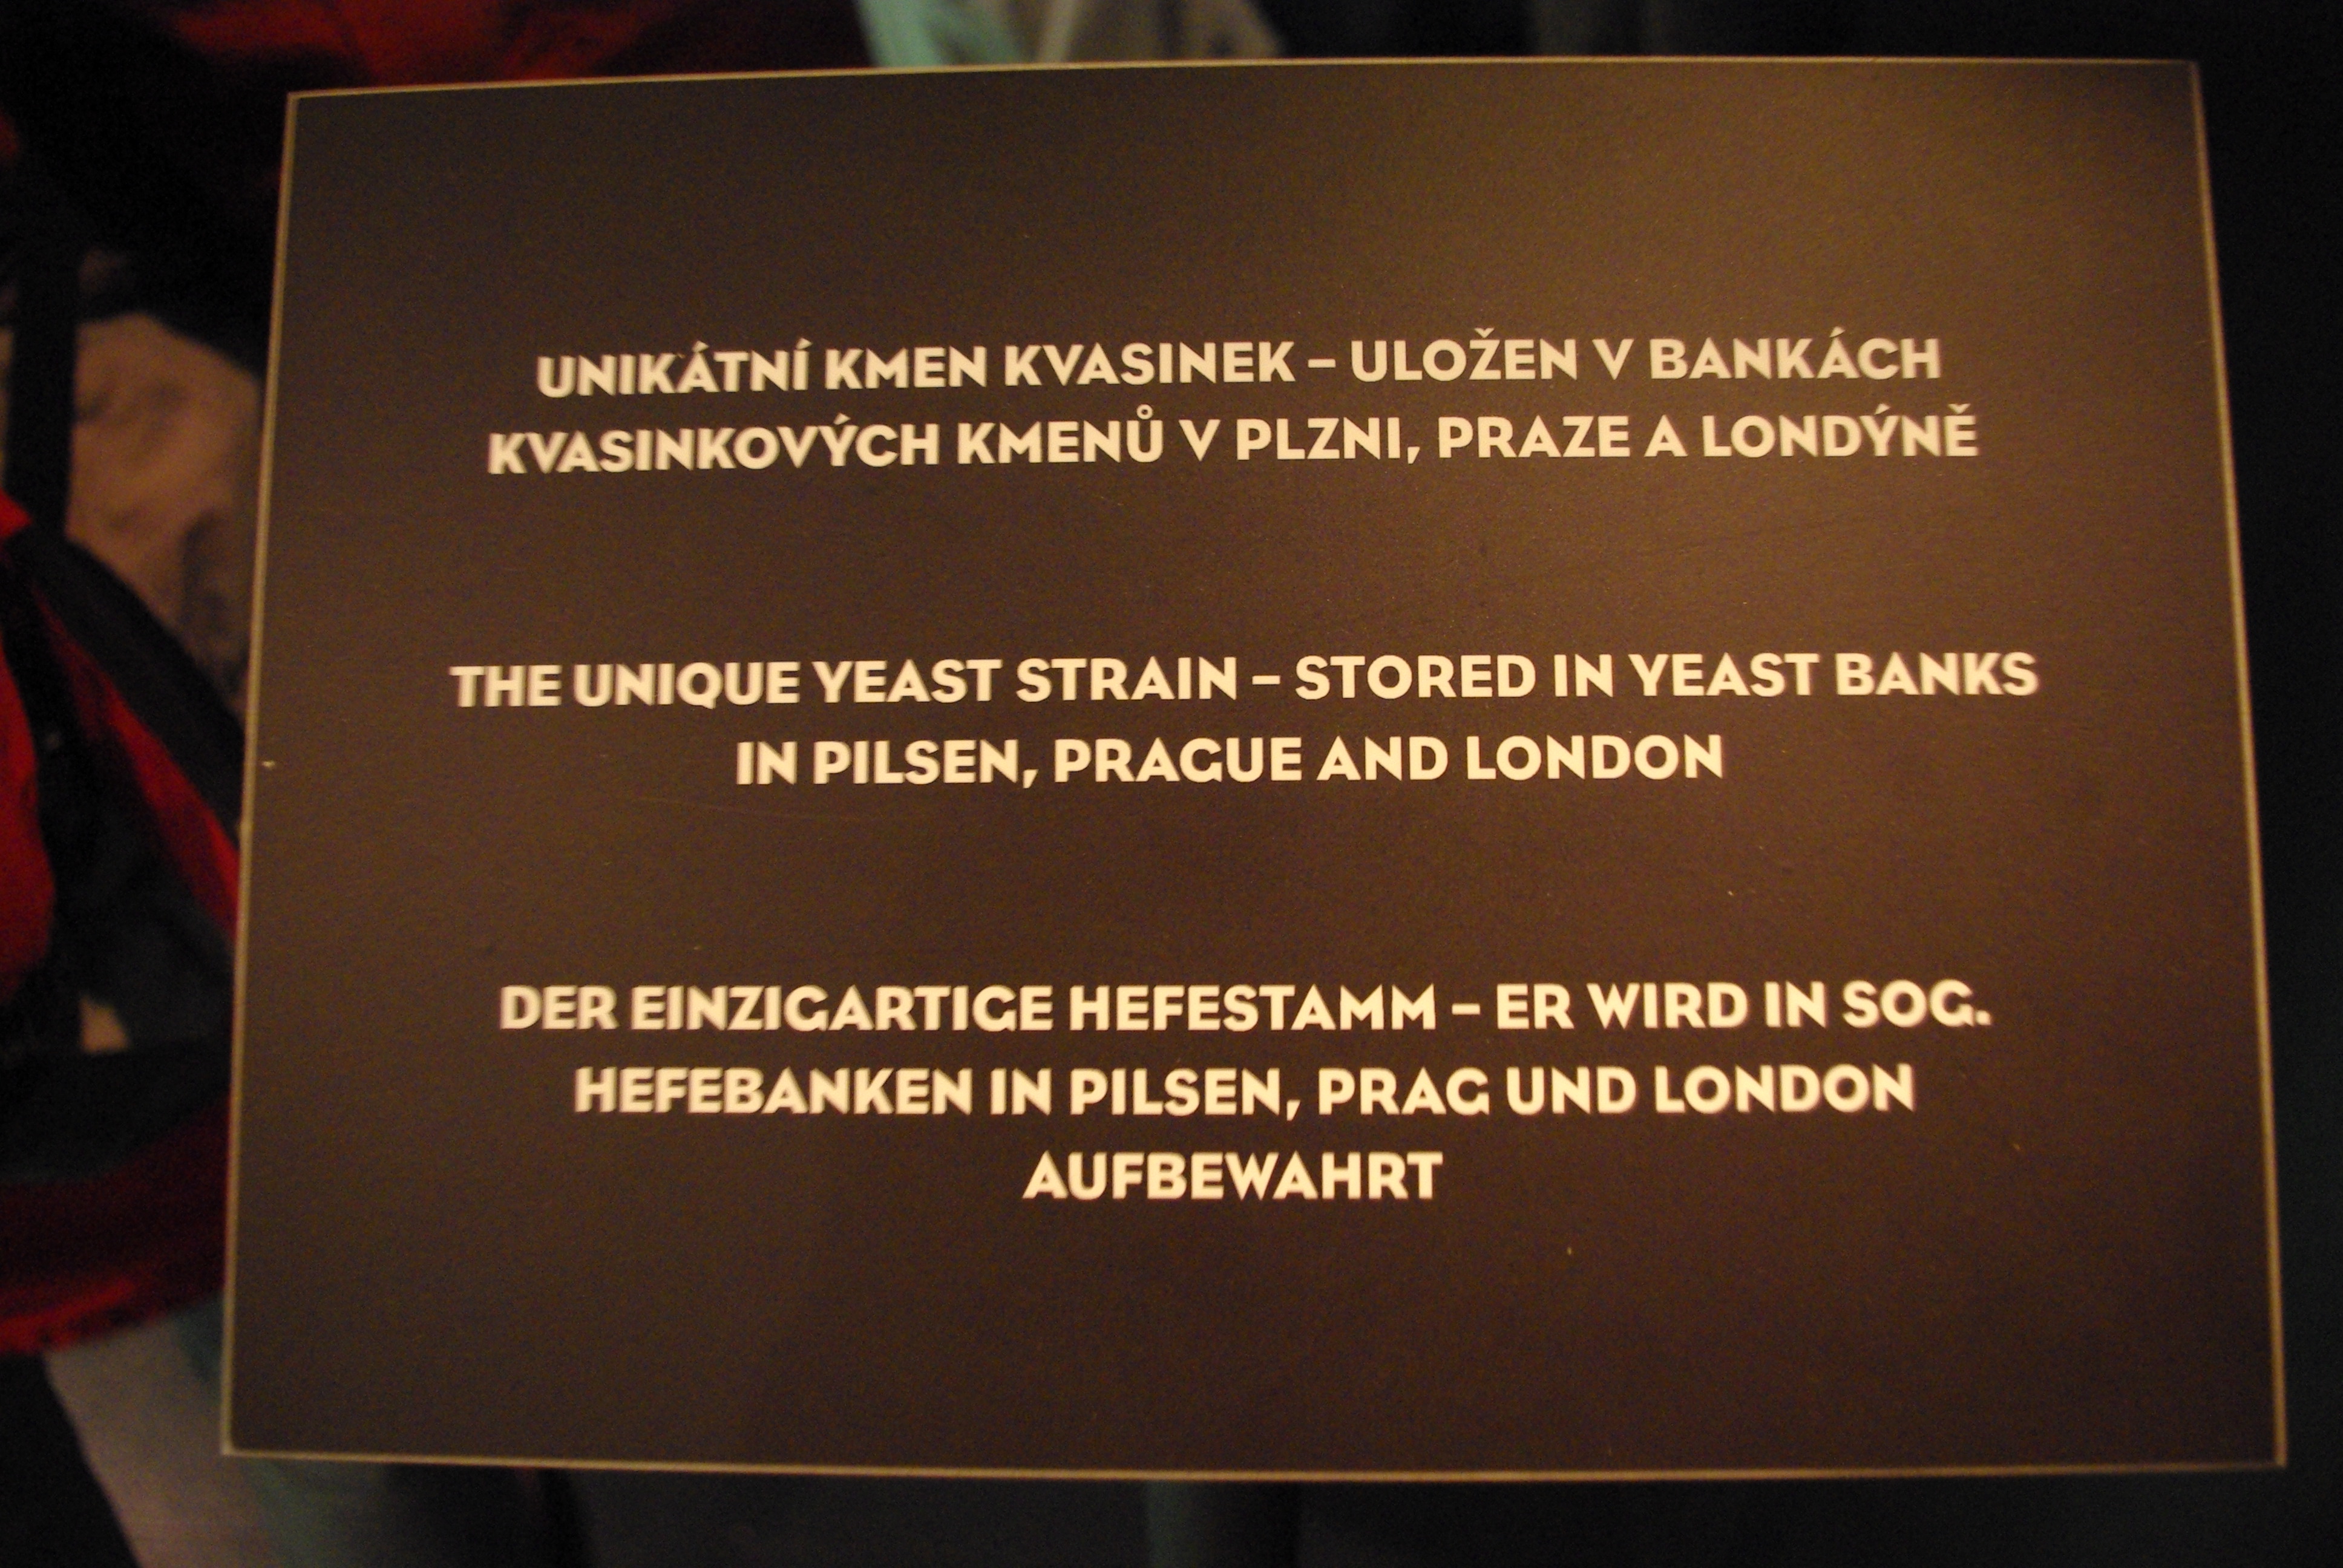 UNIKÁTNÍ KMEN KVASINEK – ULOŽEN V BANKÁCH
KVASINKOVÝCH KMENŮ V PLZNI, PRAZE A LONDÝNĚ
THE UNIQUE YEAST STRAIN – STORED IN YEAST BANKS
IN PILSEN, PRAGUE AND LONDON
DER EINZIGARTIGE HEFESTAMM – ER WIRD IN SOG.
HEFEBANKEN IN PILSEN, PRAG UND LONDON
AUFBEWAHRT